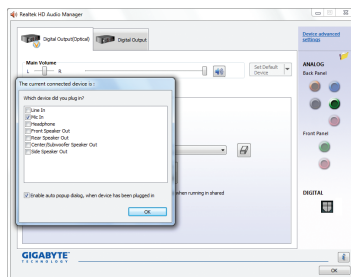 Realtek HD Audio Manager
Digital Output(Optical)
Digital Output
Device advanced
settings
Main Volume
L
R
Set Default
Device
ANALOG
Back Panel
The current connected device is :
Which device did you plug in?
Line In
Mic In
Headphone
Front Speaker Out
Rear Speaker Out
Center/Subwoofer Speaker Out
Side Speaker Out
Enable auto popup dialog, when device has been plugged in
OK
when running in shared
Front Panel
DIGITAL
GIGABYTE
TECHNOLOGY
OK